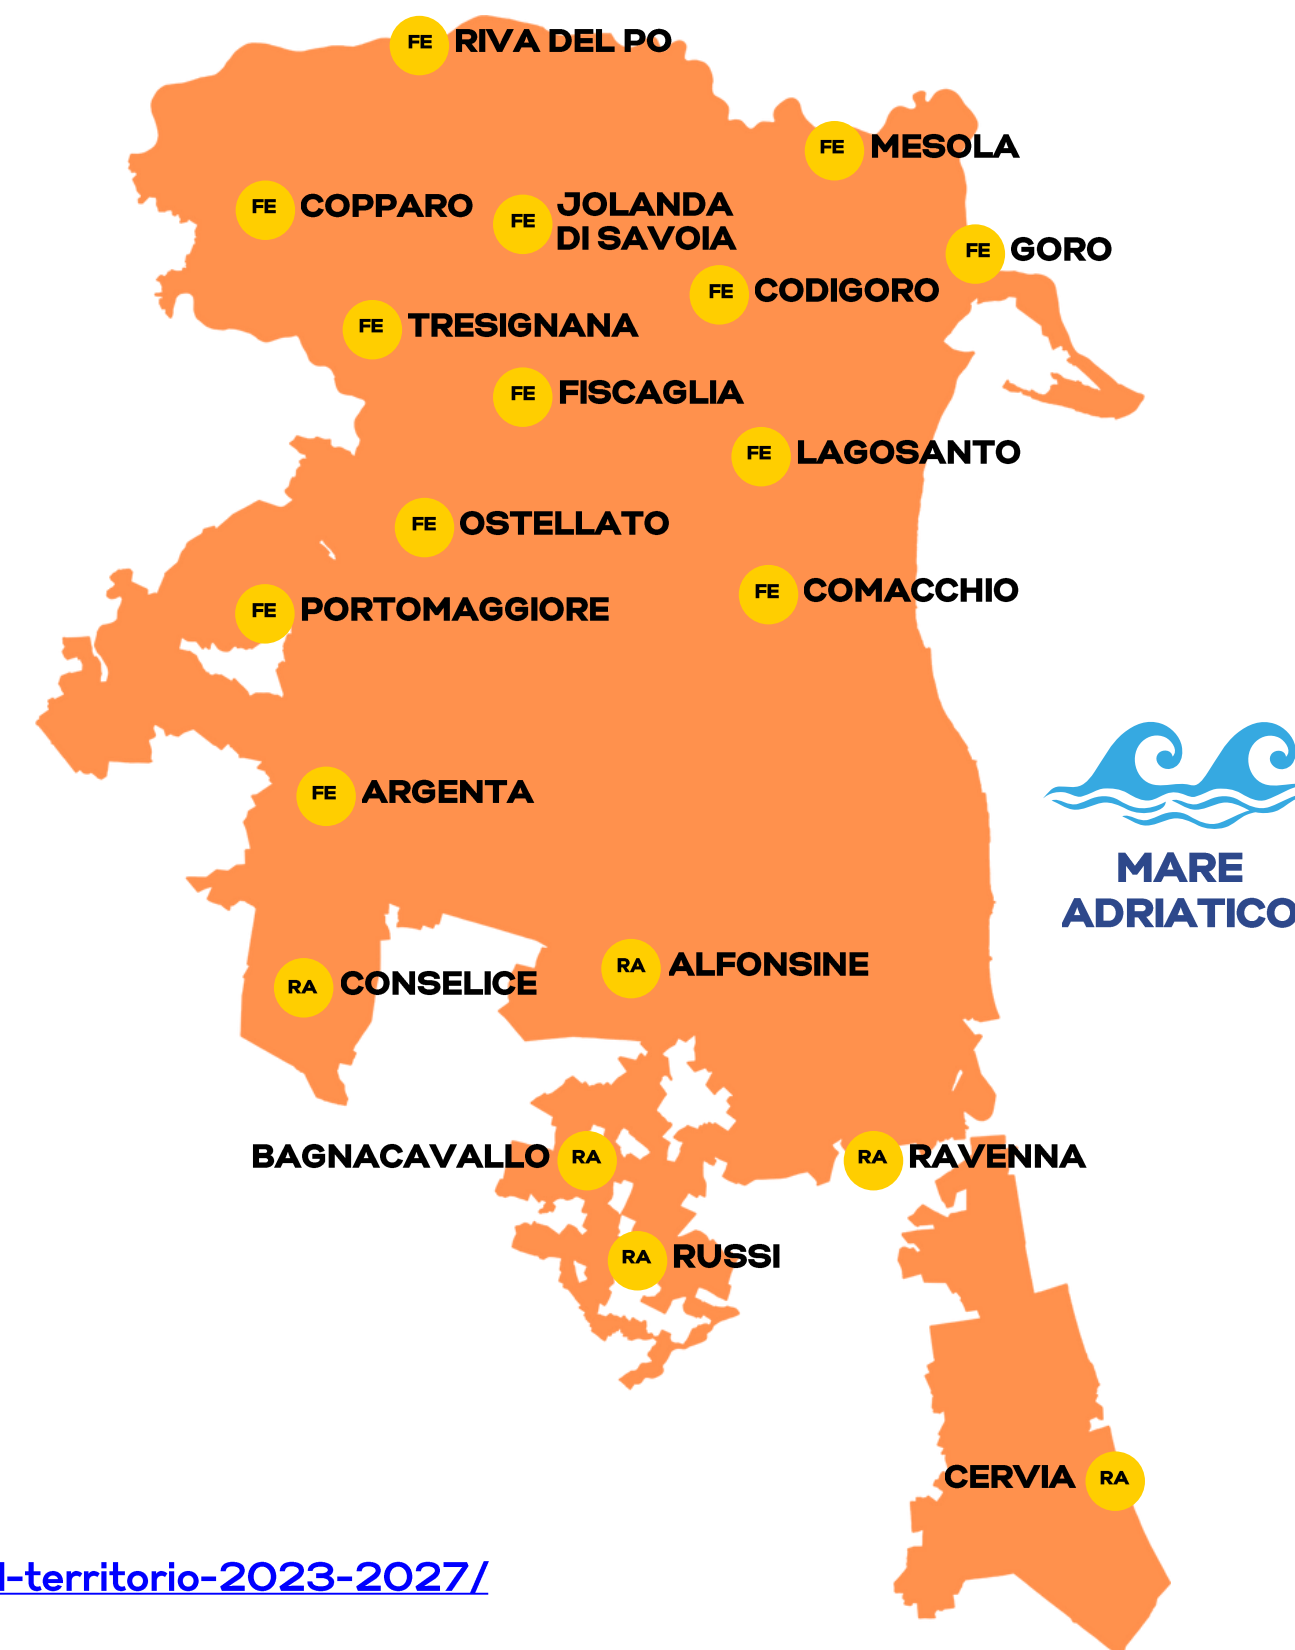 FE RIVA DEL PO
FE MESOLA
FE COPPARO
FE JOLANDA
DI SAVOIA
FE GORO
FE CODIGORO
FE TRESIGNANA
FE FISCAGLIA
FE LAGOSANTO
FE OSTELLATO
FE COMACCHIO
FE PORTOMAGGIORE
FE ARGENTA
MARE
ADRIATICO
RA ALFONSINE
RA CONSELICE
BAGNACAVALLO RA
RA RAVENNA
RA RUSSI
CERVIA RA
l-territorio-2023-2027/